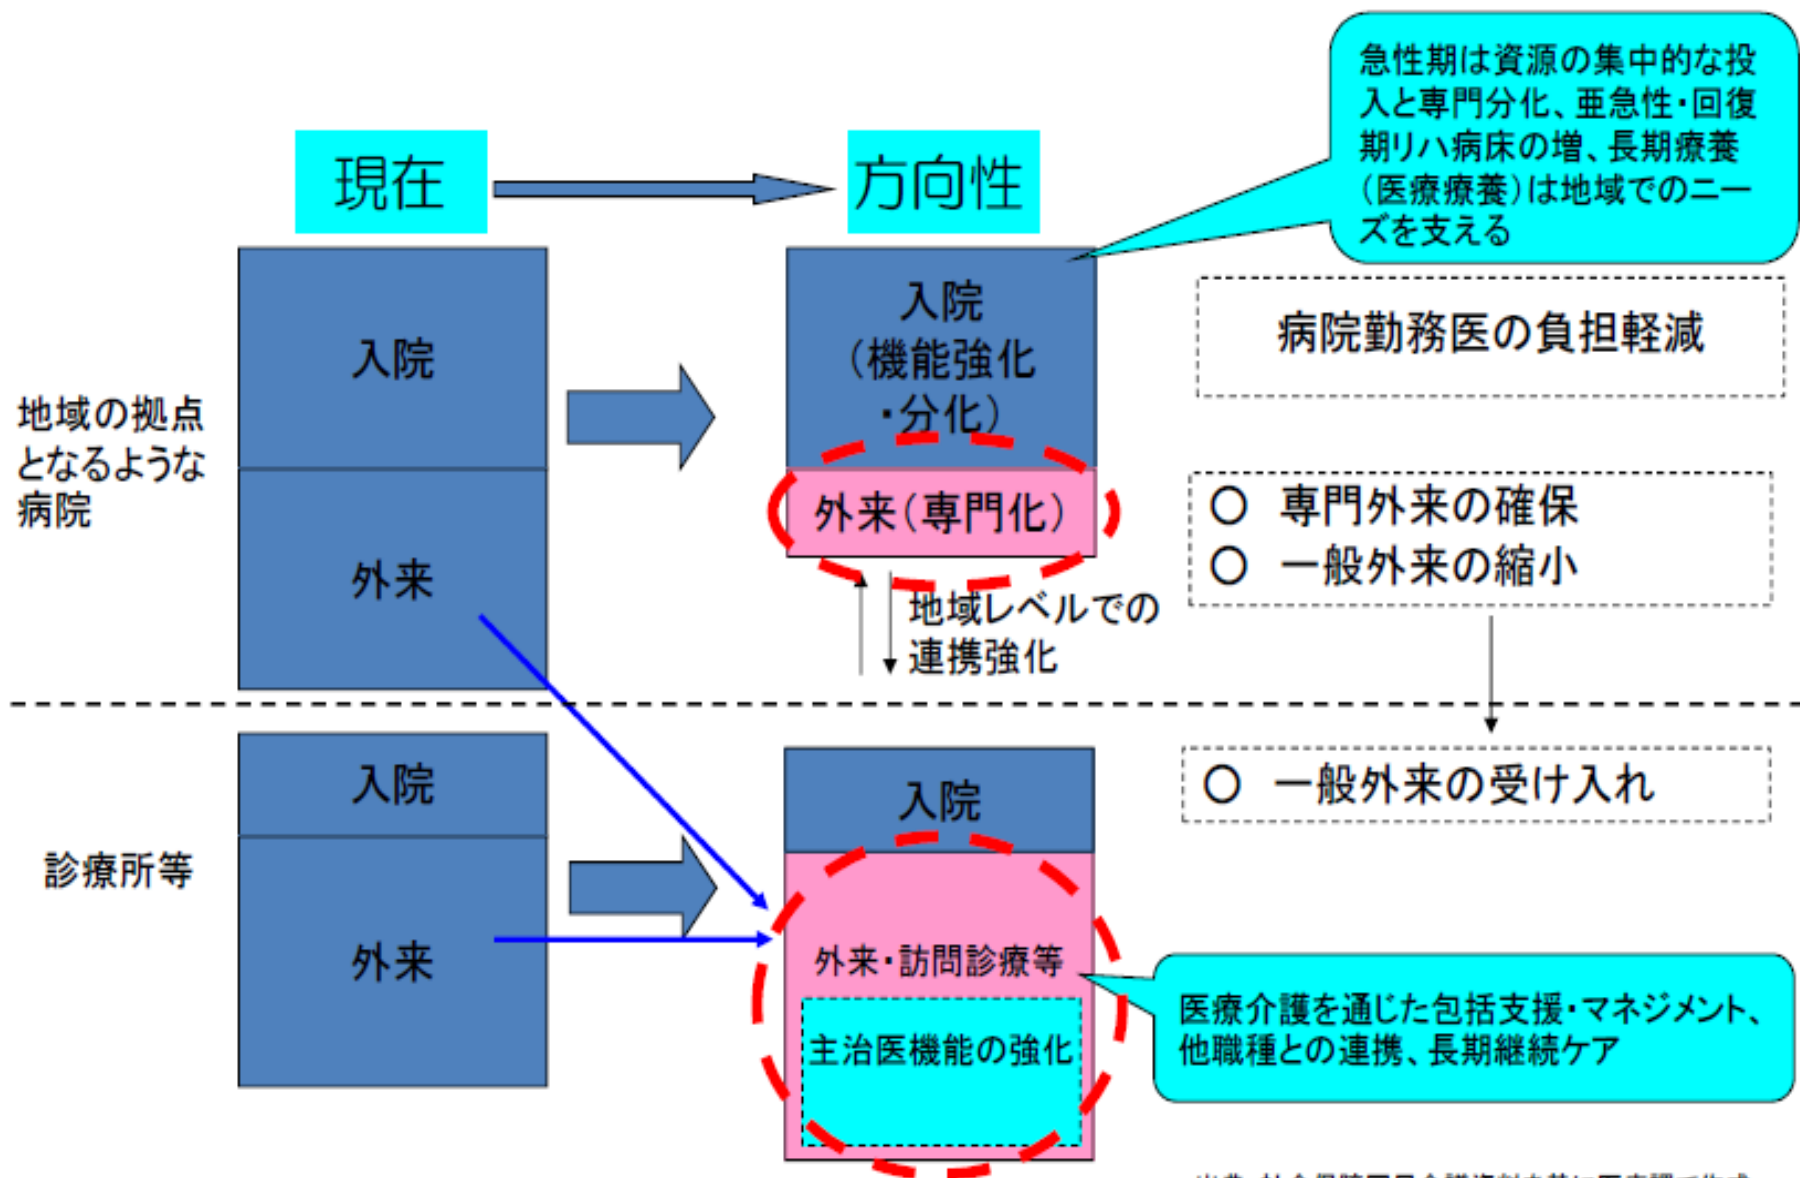 現在
方向性
急性期は資源の集中的な投
入と専門分化、亜急性・回復
期リハ病床の増、長期療養
(医療療養)は地域でのニー
ズを支える
地域の拠点
となるような
病院
入院
外来
入院
(機能強化
・分化)
外来(専門化)
病院勤務医の負担軽減
○ 専門外来の確保
○ 一般外来の縮小
地域レベルでの
連携強化
診療所等
入院
外来
入院
外来・訪問診療等
主治医機能の強化
○ 一般外来の受け入れ
医療介護を通じた包括支援・マネジメント、
他職種との連携、長期継続ケア